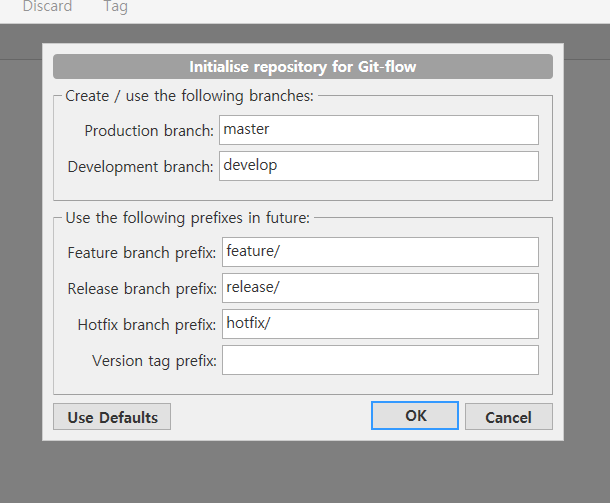 Discard Tag
Initialise repository for Git-flow
Create / use the following branches:
Production branch: master
Development branch: develop
Use the following prefixes in future:
Feature branch prefix: feature/
Release branch prefix: release/
Hotfix branch prefix: hotfix/
Version tag prefix:
Use Defaults OK Cancel